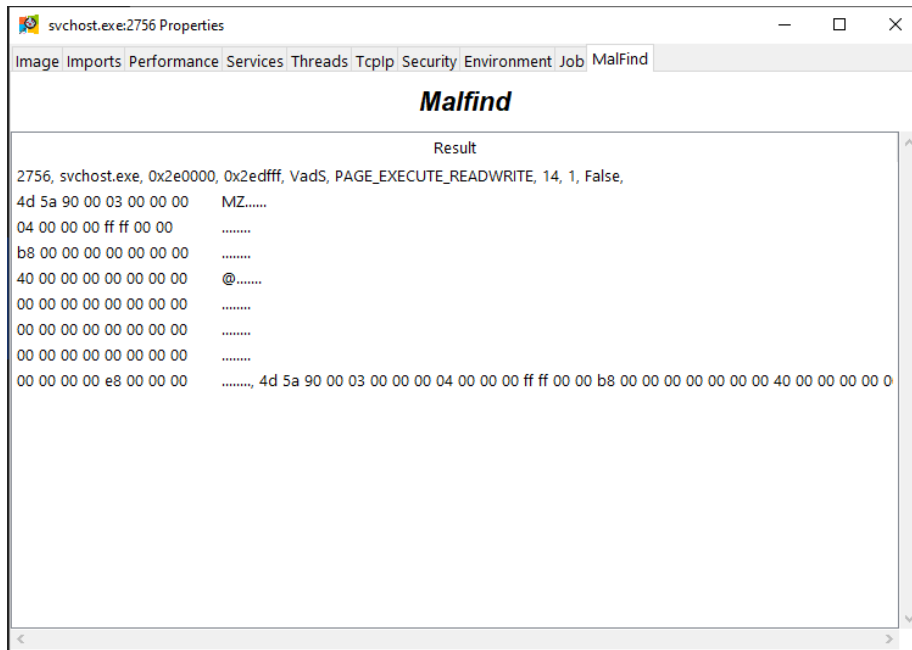 svchost.exe:2756 Properties
Image Imports Performance Services Threads TcpIp Security Environment Job MalFind
Malfind
Result
2756, svchost.exe, 0x2e0000, 0x2edfff, VadS, PAGE_EXECUTE_READWRITE, 14, 1, False,
4d 5a 90 00 03 00 00 00 MZ......
04 00 00 00 ff ff 00 00 ........
b8 00 00 00 00 00 00 00 ........
40 00 00 00 00 00 00 00 @.......
00 00 00 00 00 00 00 00 ........
00 00 00 00 00 00 00 00 ........
00 00 00 00 00 00 00 00 ........
00 00 00 00 e8 00 00 00 ........, 4d 5a 90 00 03 00 00 00 04 00 00 00 ff ff 00 00 b8 00 00 00 00 00 00 00 40 00 00 00 00